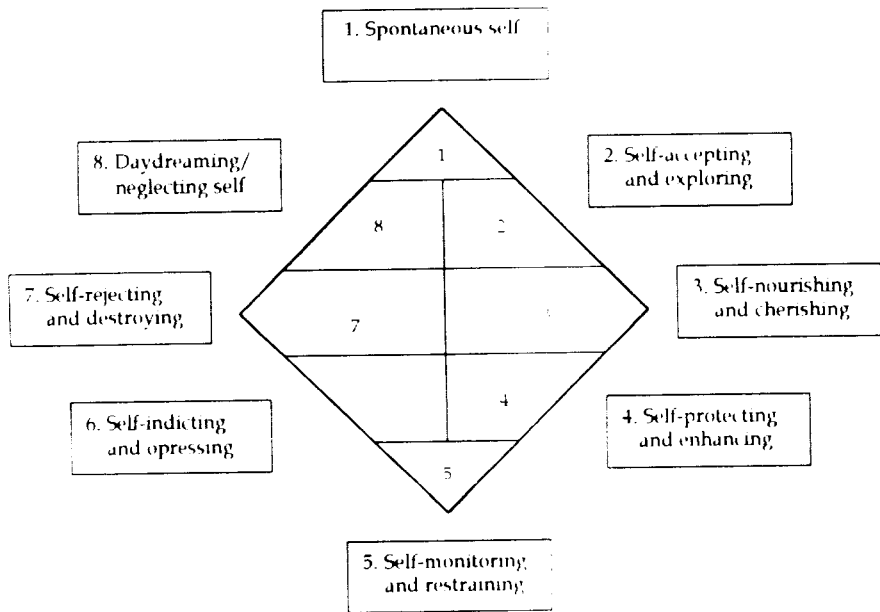 1. Spontaneous self
8. Daydreaming/
neglecting self
2. Self-accepting
and exploring
7. Self-rejecting
and destroying
3. Self-nourishing
and cherishing
6. Self-indicting
and opressing
4. Self-protecting
and enhancing
5. Self-monitoring
and restraining
1
8
2
7
4
5